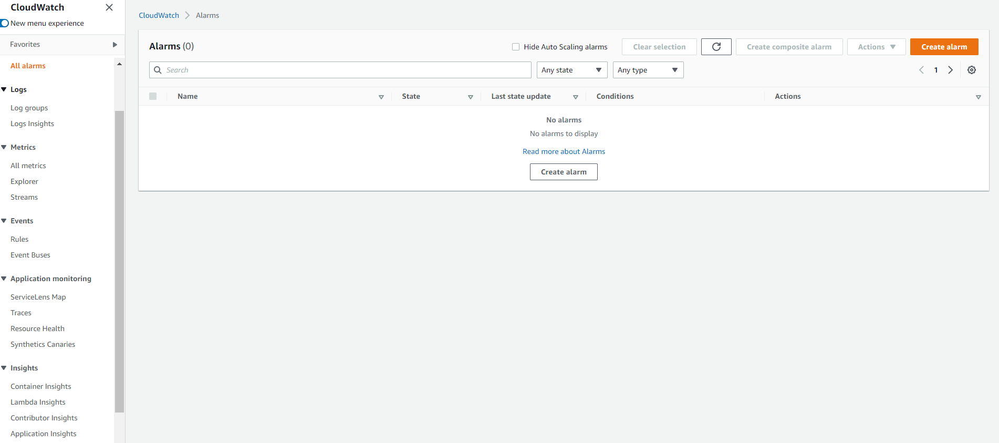 CloudWatch
New menu experience
Favorites
All alarms
Logs
Log groups
Logs Insights
Metrics
All metrics
Explorer
Streams
Events
Rules
Event Buses
Application monitoring
ServiceLens Map
Traces
Resource Health
Synthetics Canaries
Insights
Container Insights
Lambda Insights
Contributor Insights
Application Insights
CloudWatch Alarms
Alarms (0) Hide Auto Scaling alarms Clear selection Create composite alarm Actions Create alarm
Search Any state Any type 1
Name State Last state update Conditions Actions
No alarms
No alarms to display
Read more about Alarms
Create alarm